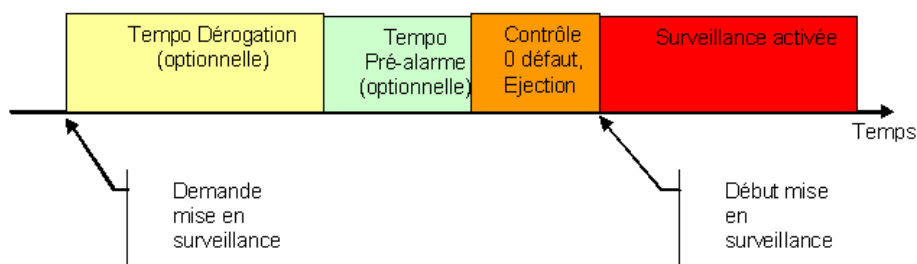 Tempo Dérogation
(optionnelle)
Tempo
Pré-alarme
(optionnelle)
Contrôle
0 défaut,
Ejection
Surveillance activée
Temps
Demande
mise en
surveillance
Début mise
en
surveillance